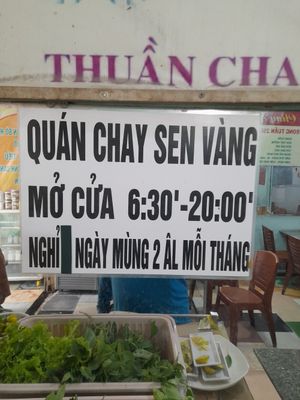 THUẦN CHA
QUÁN CHAY SEN VÀNG
MỞ CỬA 6:30'-20:00'
NGHỈ NGÀY MÙNG 2 ÂL MỖI THÁNG